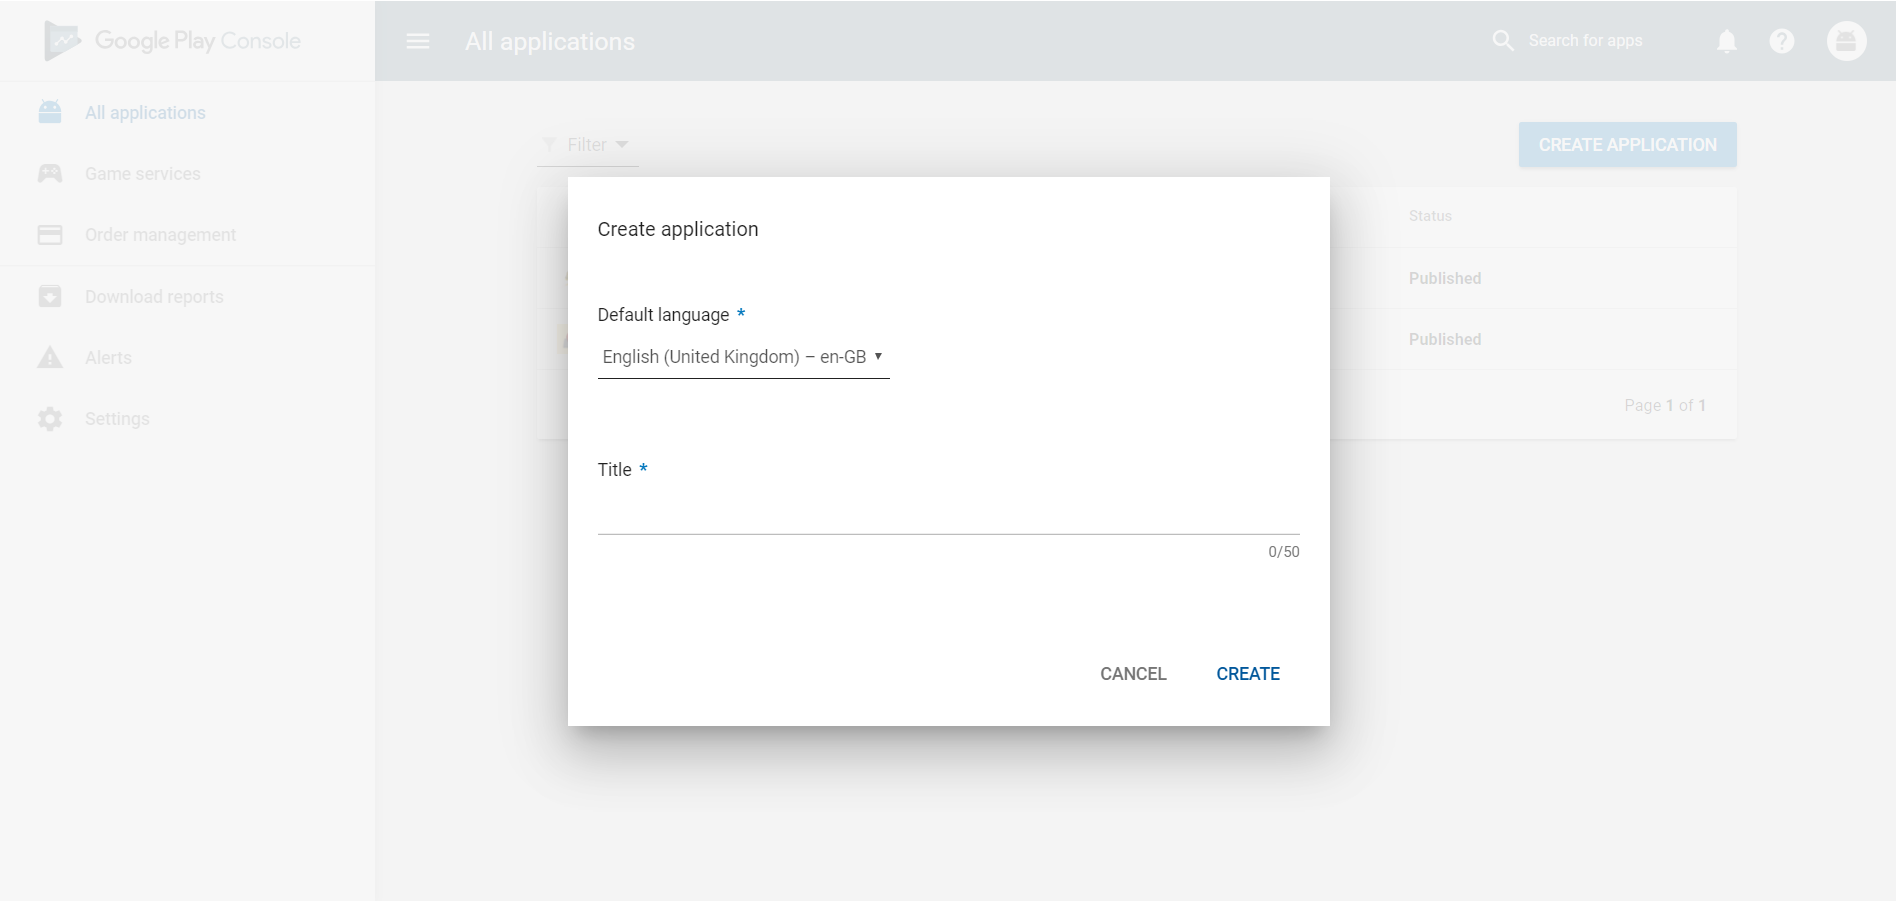 Google Play Console
All applications
Search for apps
All applications
Game services
Order management
Download reports
Alerts
Settings
Filter
CREATE APPLICATION
Status
Published
Published
Page 1 of 1
Create application
Default language *
English (United Kingdom) – en-GB
Title *
0/50
CANCEL
CREATE